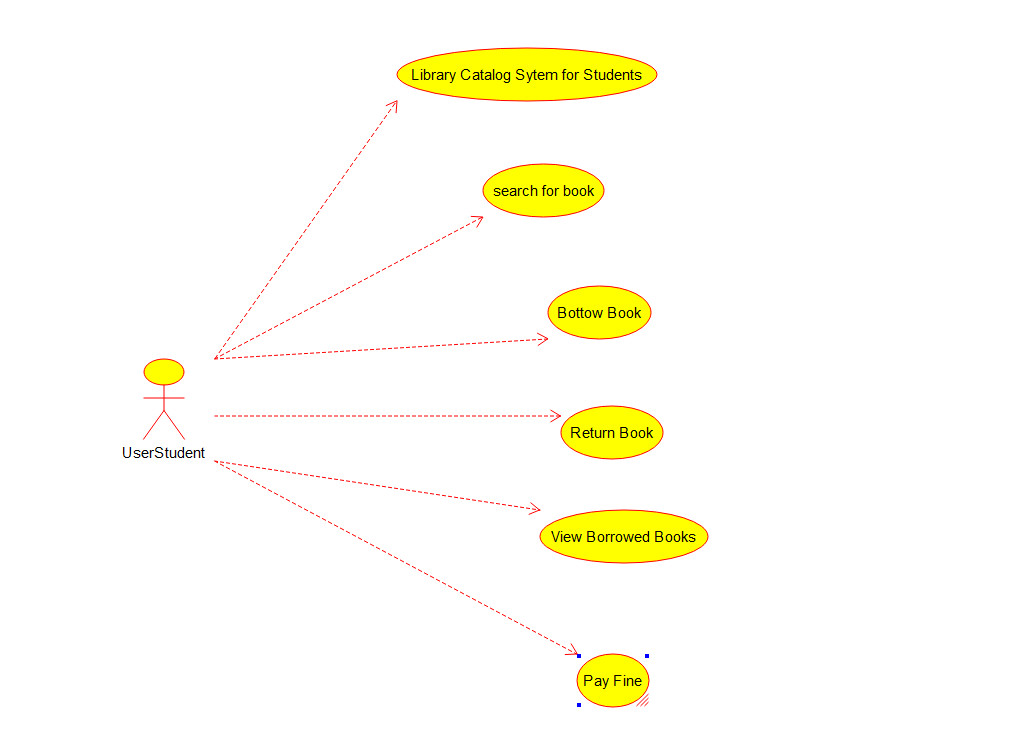 Library Catalog Sytem for Students
search for book
Bottow Book
Return Book
UserStudent
View Borrowed Books
Pay Fine